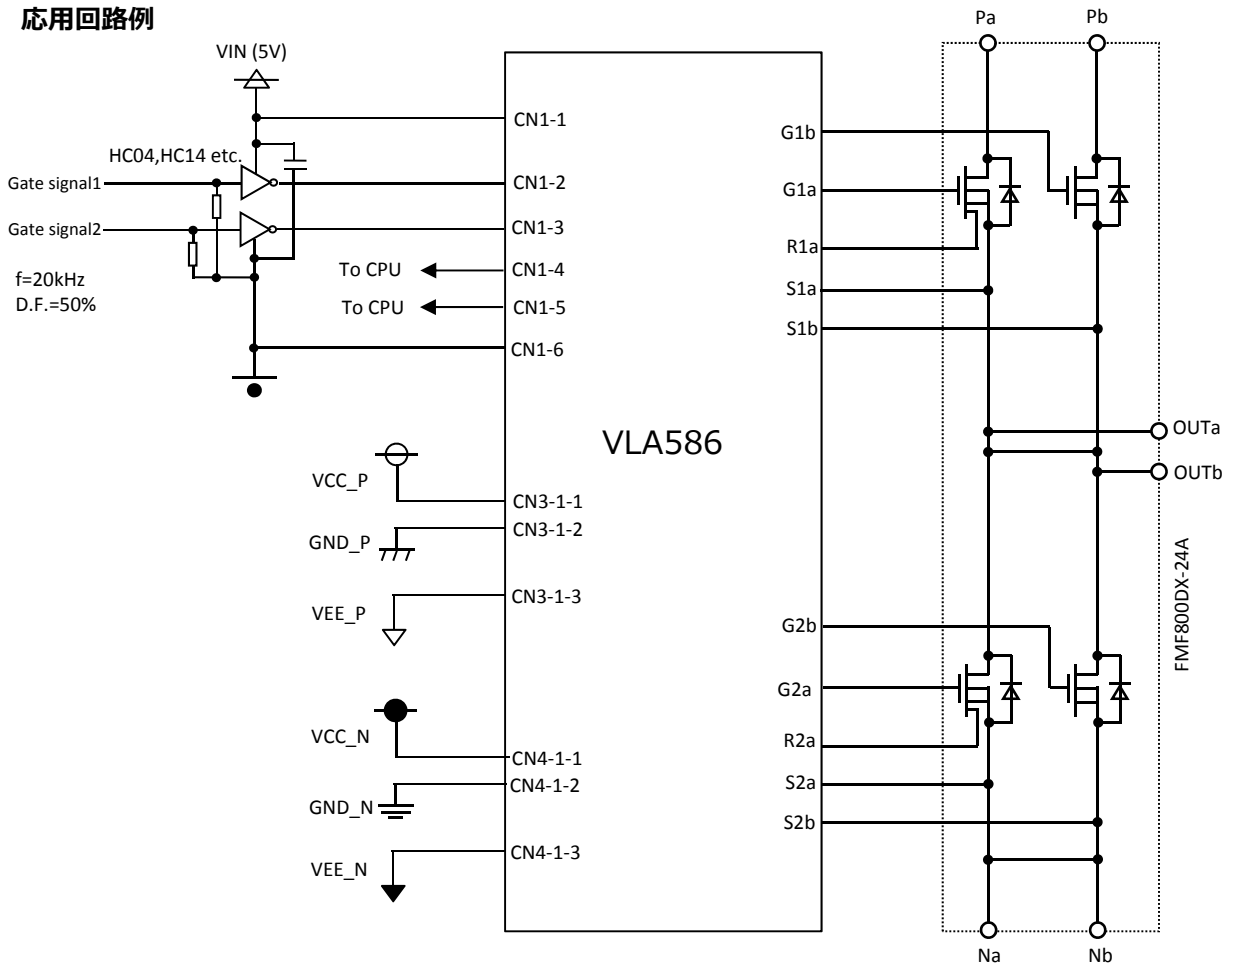 応用回路例
VIN (5V)
HC04,HC14 etc.
Gate signal1
Gate signal2
f=20kHz
D.F.=50%
To CPU
To CPU
VCC_P
GND_P
VEE_P
VCC_N
GND_N
VEE_N
CN1-1
CN1-2
CN1-3
CN1-4
CN1-5
CN1-6
CN3-1-1
CN3-1-2
CN3-1-3
CN4-1-1
CN4-1-2
CN4-1-3
VLA586
G1b
G1a
R1a
S1a
S1b
G2b
G2a
R2a
S2a
S2b
Pa
Pb
OUTa
OUTb
FMF800DX-24A
Na
Nb